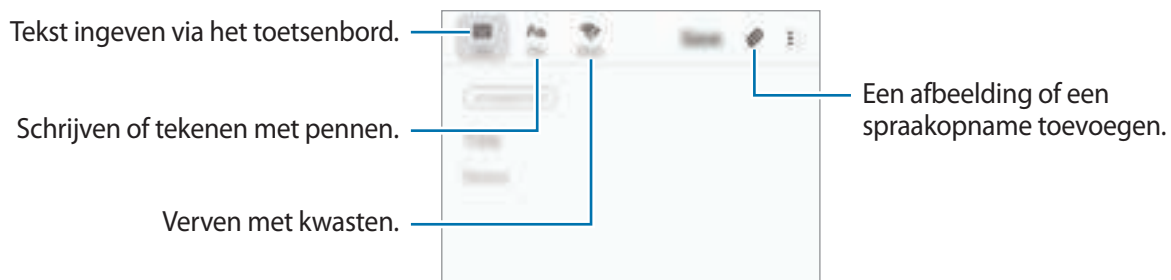 Tekst ingeven via het toetsenbord.
Schrijven of tekenen met pennen.
Verven met kwasten.
Een afbeelding of een
spraakopname toevoegen.